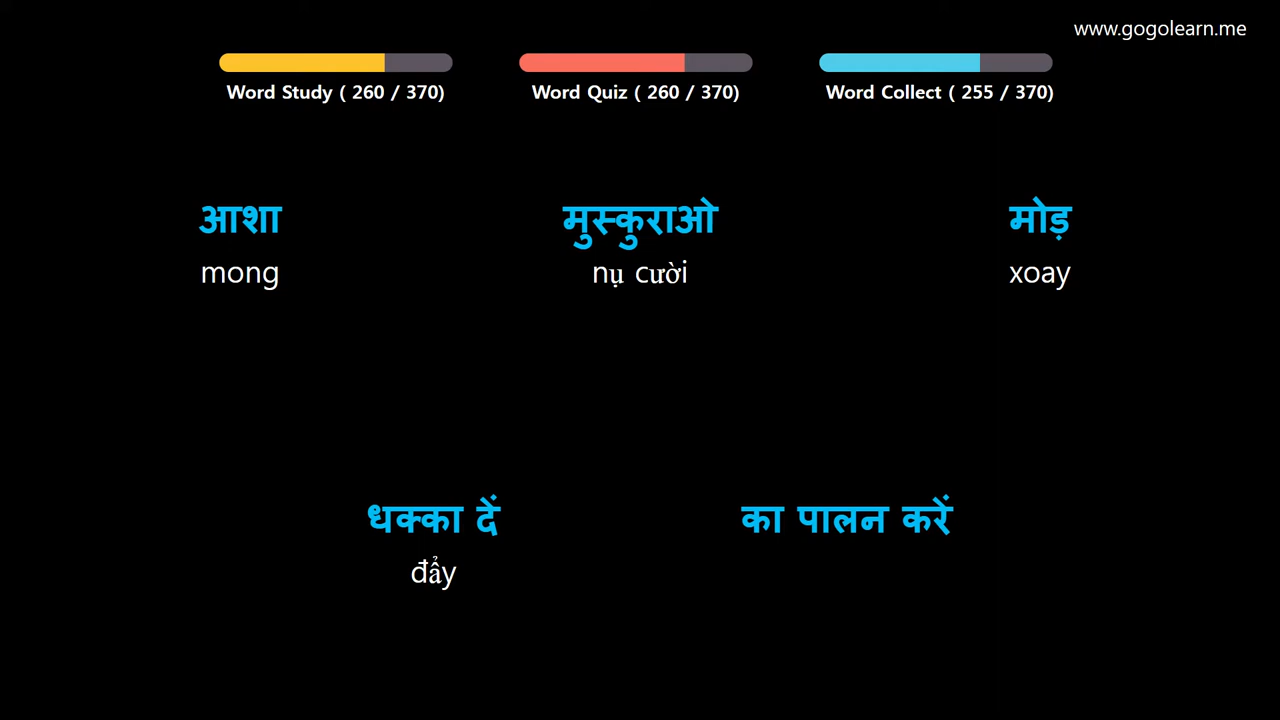 www.gogolearn.me
Word Study ( 260 / 370)
Word Quiz ( 260 / 370)
Word Collect ( 255 / 370)
आशा
mong
मुस्कुराओ
nụ cười
मोड़
xoay
धक्का दें
đẩy
का पालन करें